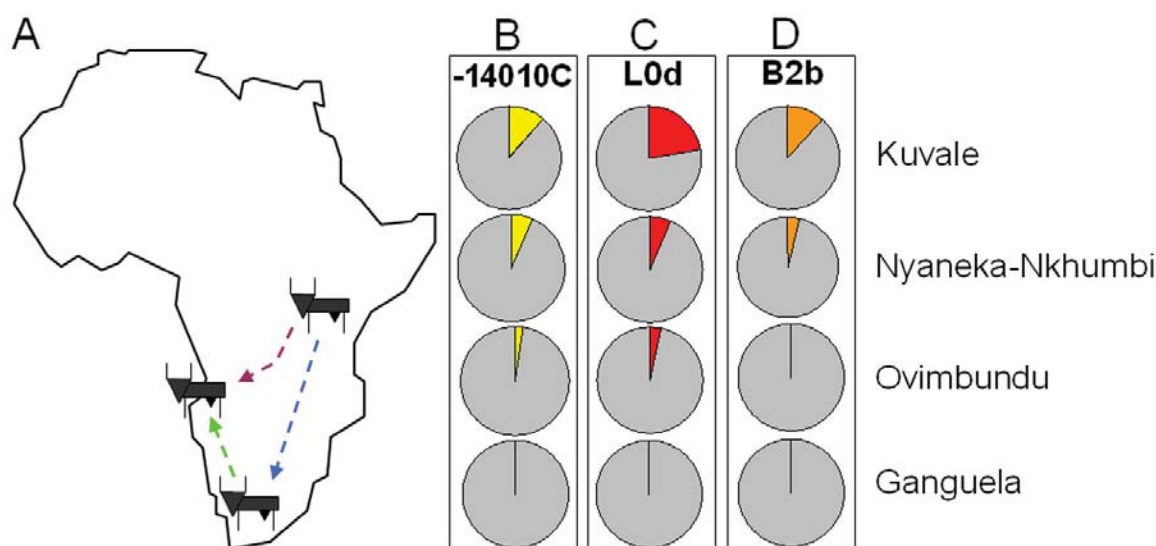 A
B C D
-14010C L0d B2b
Kuvale
Nyaneka-Nkhumbi
Ovimbundu
Ganguela